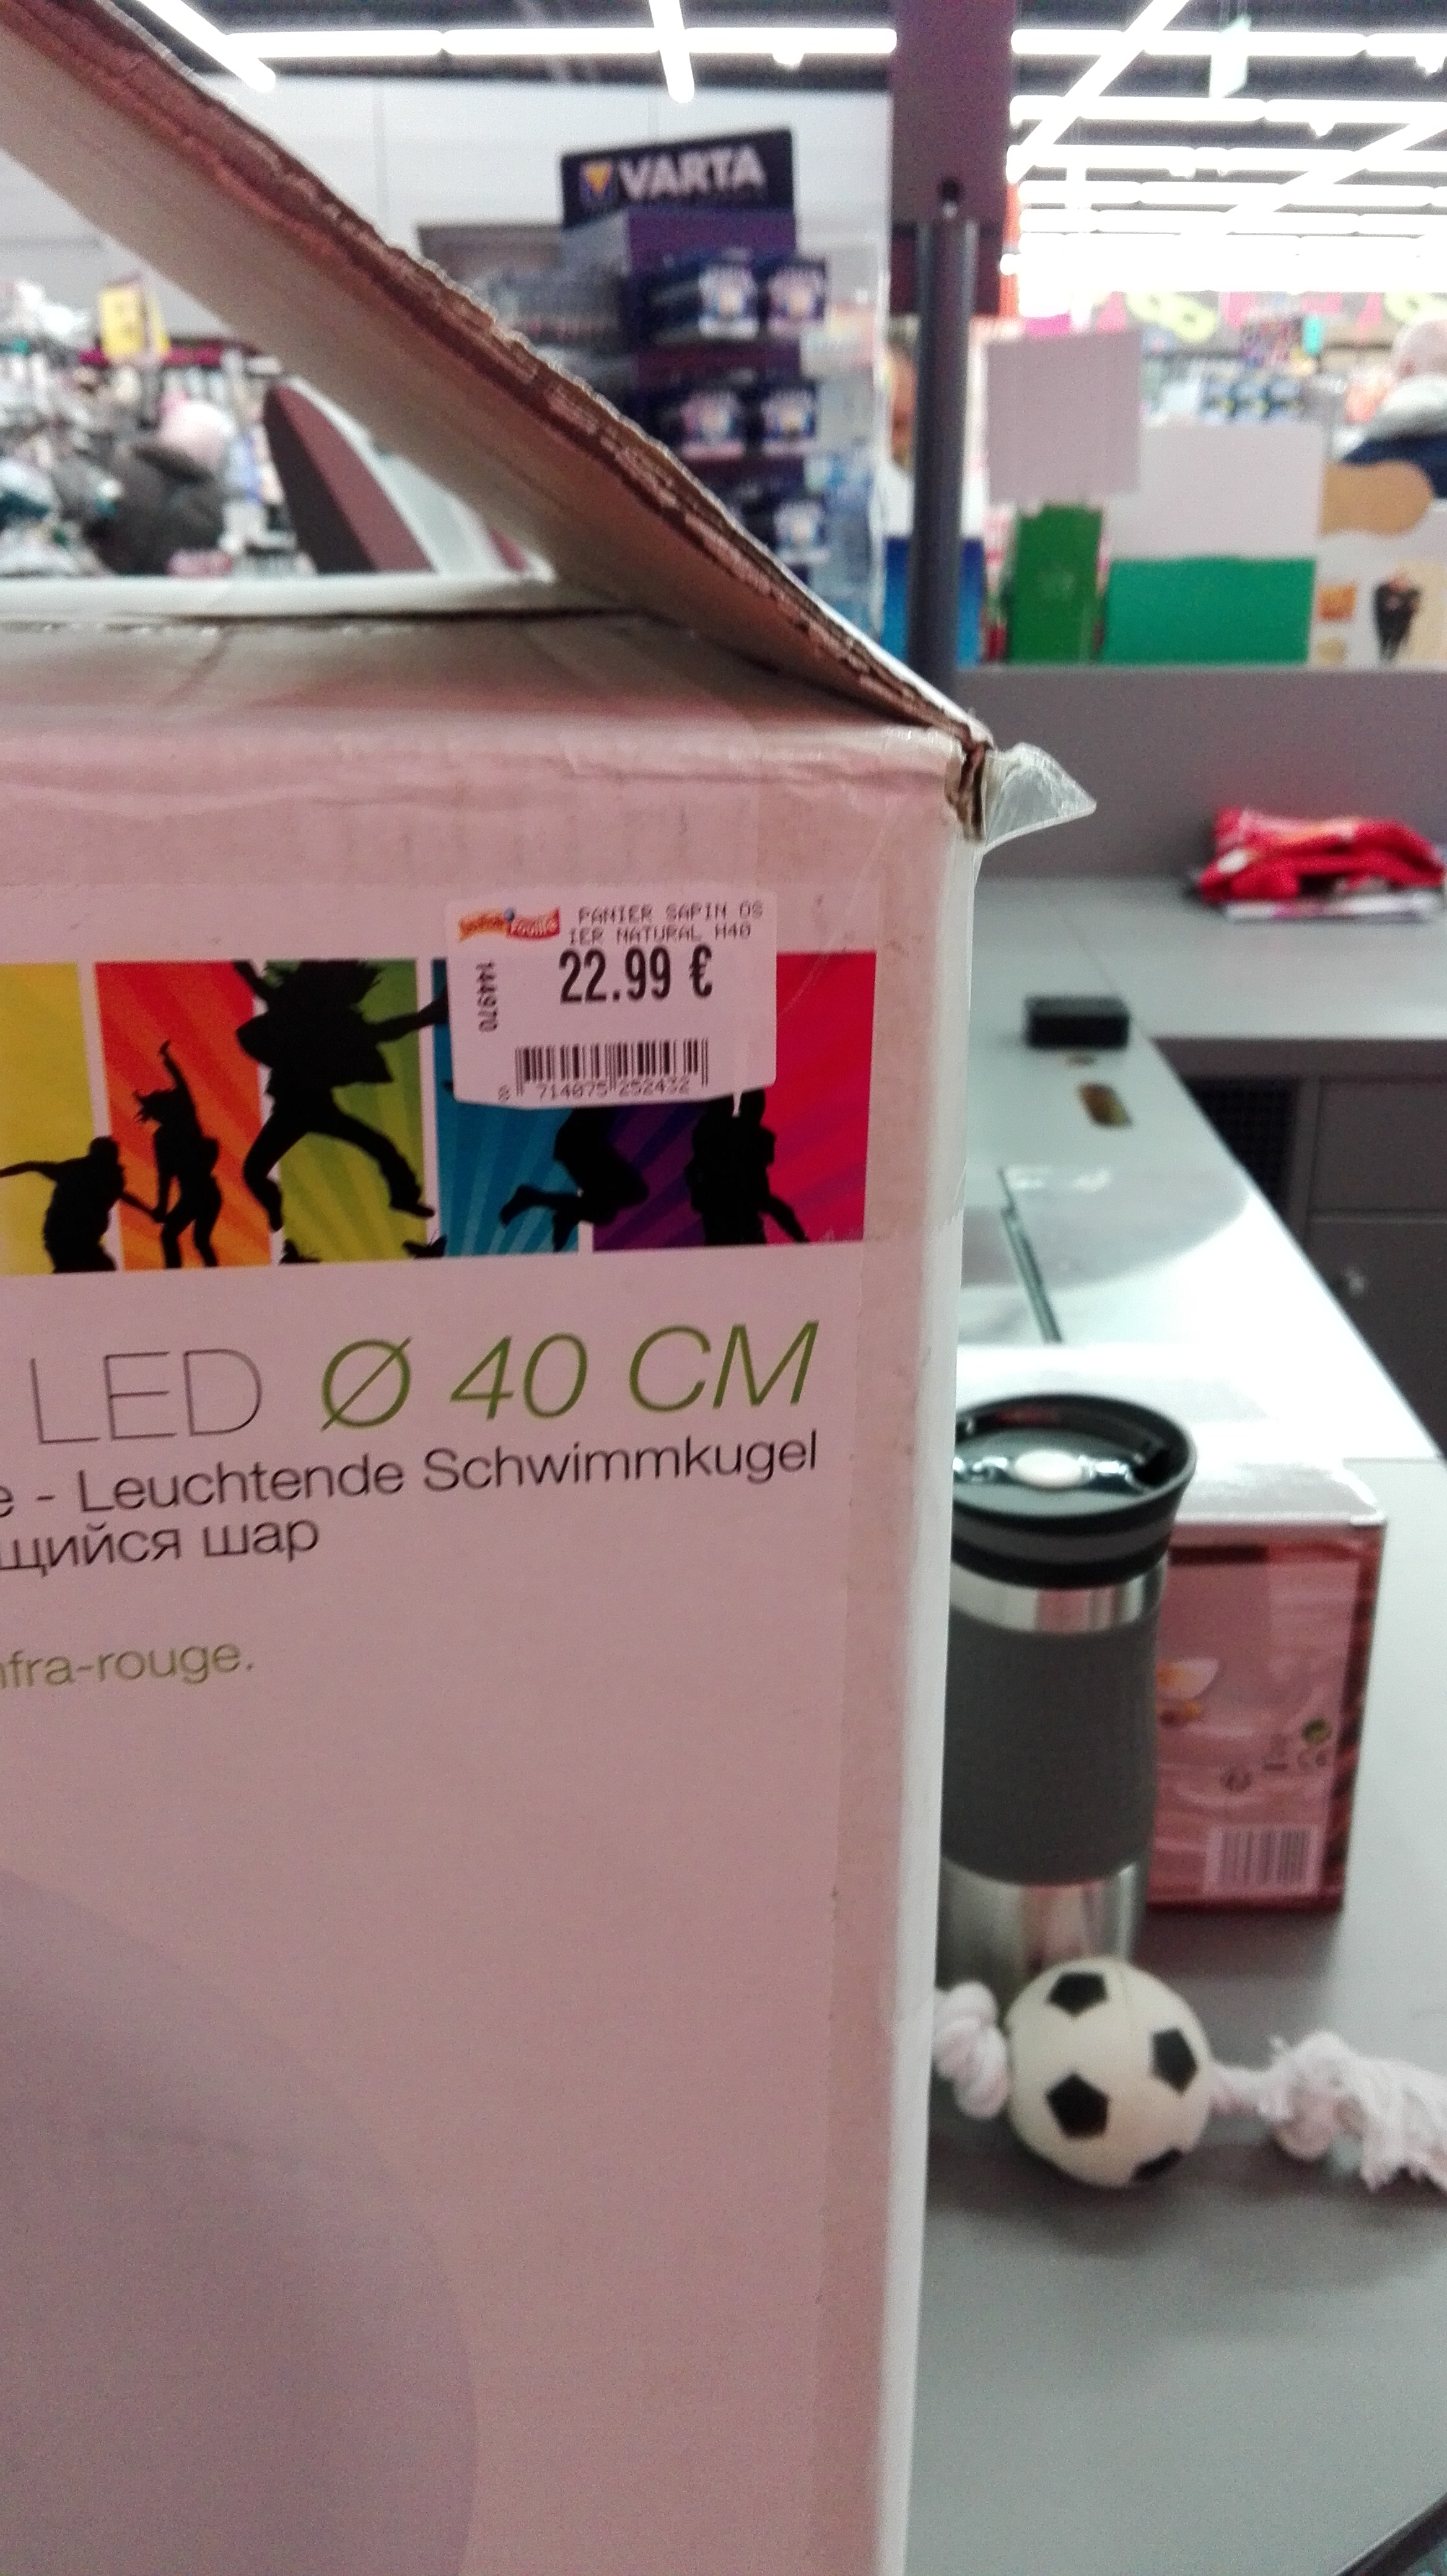 VARTA
PANIER SAPIN OS
IER NATURAL H40
22.99 €
144970
8 714075 252432
LED Ø 40 CM
e - Leuchtende Schwimmkugel
щийся шар
nfra-rouge.